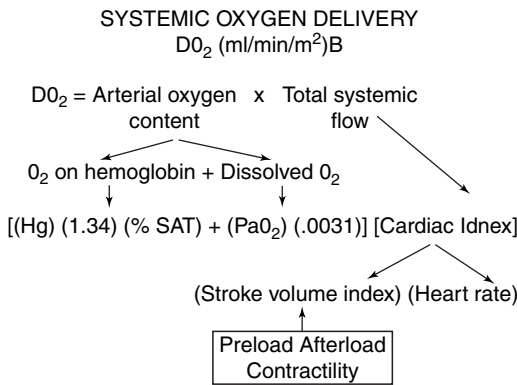 SYSTEMIC OXYGEN DELIVERY
D0₂ (ml/min/m²)B
D0₂ = Arterial oxygen content x Total systemic flow
0₂ on hemoglobin + Dissolved 0₂
[(Hg) (1.34) (% SAT) + (Pa0₂) (.0031)] [Cardiac Idnex]
(Stroke volume index) (Heart rate)
Preload Afterload
Contractility